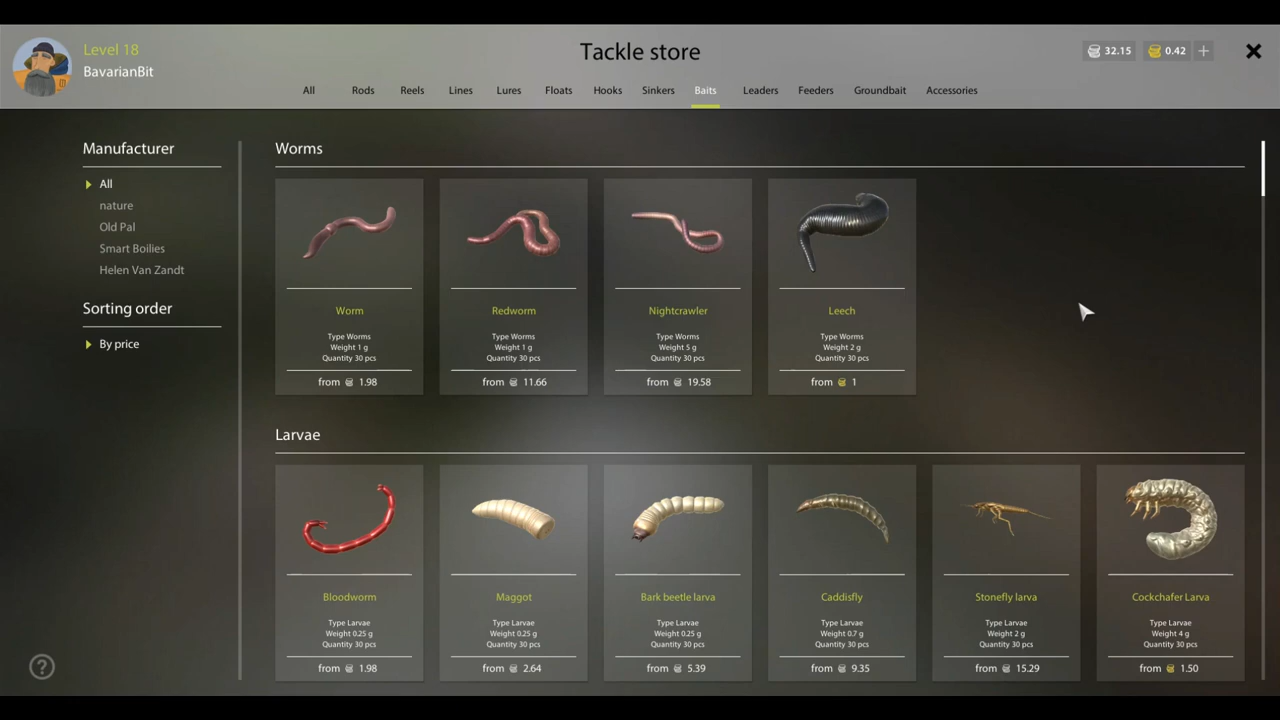 Level 18
BavarianBit
Tackle store
32.15
0.42 +
All Rods Reels Lines Lures Floats Hooks Sinkers Baits Leaders Feeders Groundbait Accessories
Manufacturer
All
nature
Old Pal
Smart Boilies
Helen Van Zandt
Sorting order
By price
Worms
Worm
Type Worms
Weight 1 g
Quantity 30 pcs
from 1.98
Redworm
Type Worms
Weight 1 g
Quantity 30 pcs
from 11.66
Nightcrawler
Type Worms
Weight 5 g
Quantity 30 pcs
from 19.58
Leech
Type Worms
Weight 2 g
Quantity 30 pcs
from 1
Larvae
Bloodworm
Type Larvae
Weight 0.25 g
Quantity 30 pcs
from 1.98
Maggot
Type Larvae
Weight 0.25 g
Quantity 30 pcs
from 2.64
Bark beetle larva
Type Larvae
Weight 0.25 g
Quantity 30 pcs
from 5.39
Caddisfly
Type Larvae
Weight 0.7 g
Quantity 30 pcs
from 9.35
Stonefly larva
Type Larvae
Weight 2 g
Quantity 30 pcs
from 15.29
Cockchafer Larva
Type Larvae
Weight 4 g
Quantity 30 pcs
from 1.50
?